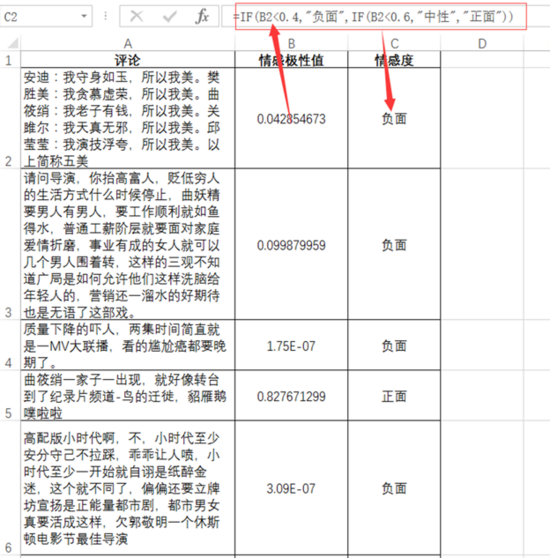 C2
fx
=IF(B2<0.4,"负面",IF(B2<0.6,"中性","正面"))
A
B
C
D
1
评论
情感极性值
情感度
安迪：我守身如玉，所以我美。樊
胜美：我贪慕虚荣，所以我美。曲
筱绡：我老子有钱，所以我美。关
雎尔：我天真无邪，所以我美。邱
莹莹：我演技浮夸，所以我美。以
上简称五美
2
0.042854673
负面
请问导演，你抬高富人，贬低穷人
的生活方式什么时候停止，曲妖精
要男人有男人，要工作顺利就如鱼
得水，普通工薪阶层就要面对家庭
爱情折磨，事业有成的女人就可以
几个男人围着转，这样的三观不知
道广局是如何允许他们这样洗脑给
年轻人的，营销还一溜水的好期待
也是无语了这部戏。
3
0.099879959
负面
质量下降的吓人，两集时间简直就
是一MV大联播，看的尴尬癌都要晚
期了。
4
1.75E-07
负面
曲筱绡一家子一出现，就好像转台
到了纪录片频道-鸟的迁徙，貂雁鹅
噗啦啦
5
0.827671299
正面
高配版小时代啊，不，小时代至少
安分守己不拉踩，乖乖让人喷，小
时代至少一开始就自诩是纸醉金
迷，这个就不同了，偏偏还要立牌
坊宣扬是正能量都市剧，都市男女
真要活成这样，欠郭敬明一个休斯
顿电影节最佳导演
6
3.09E-07
负面